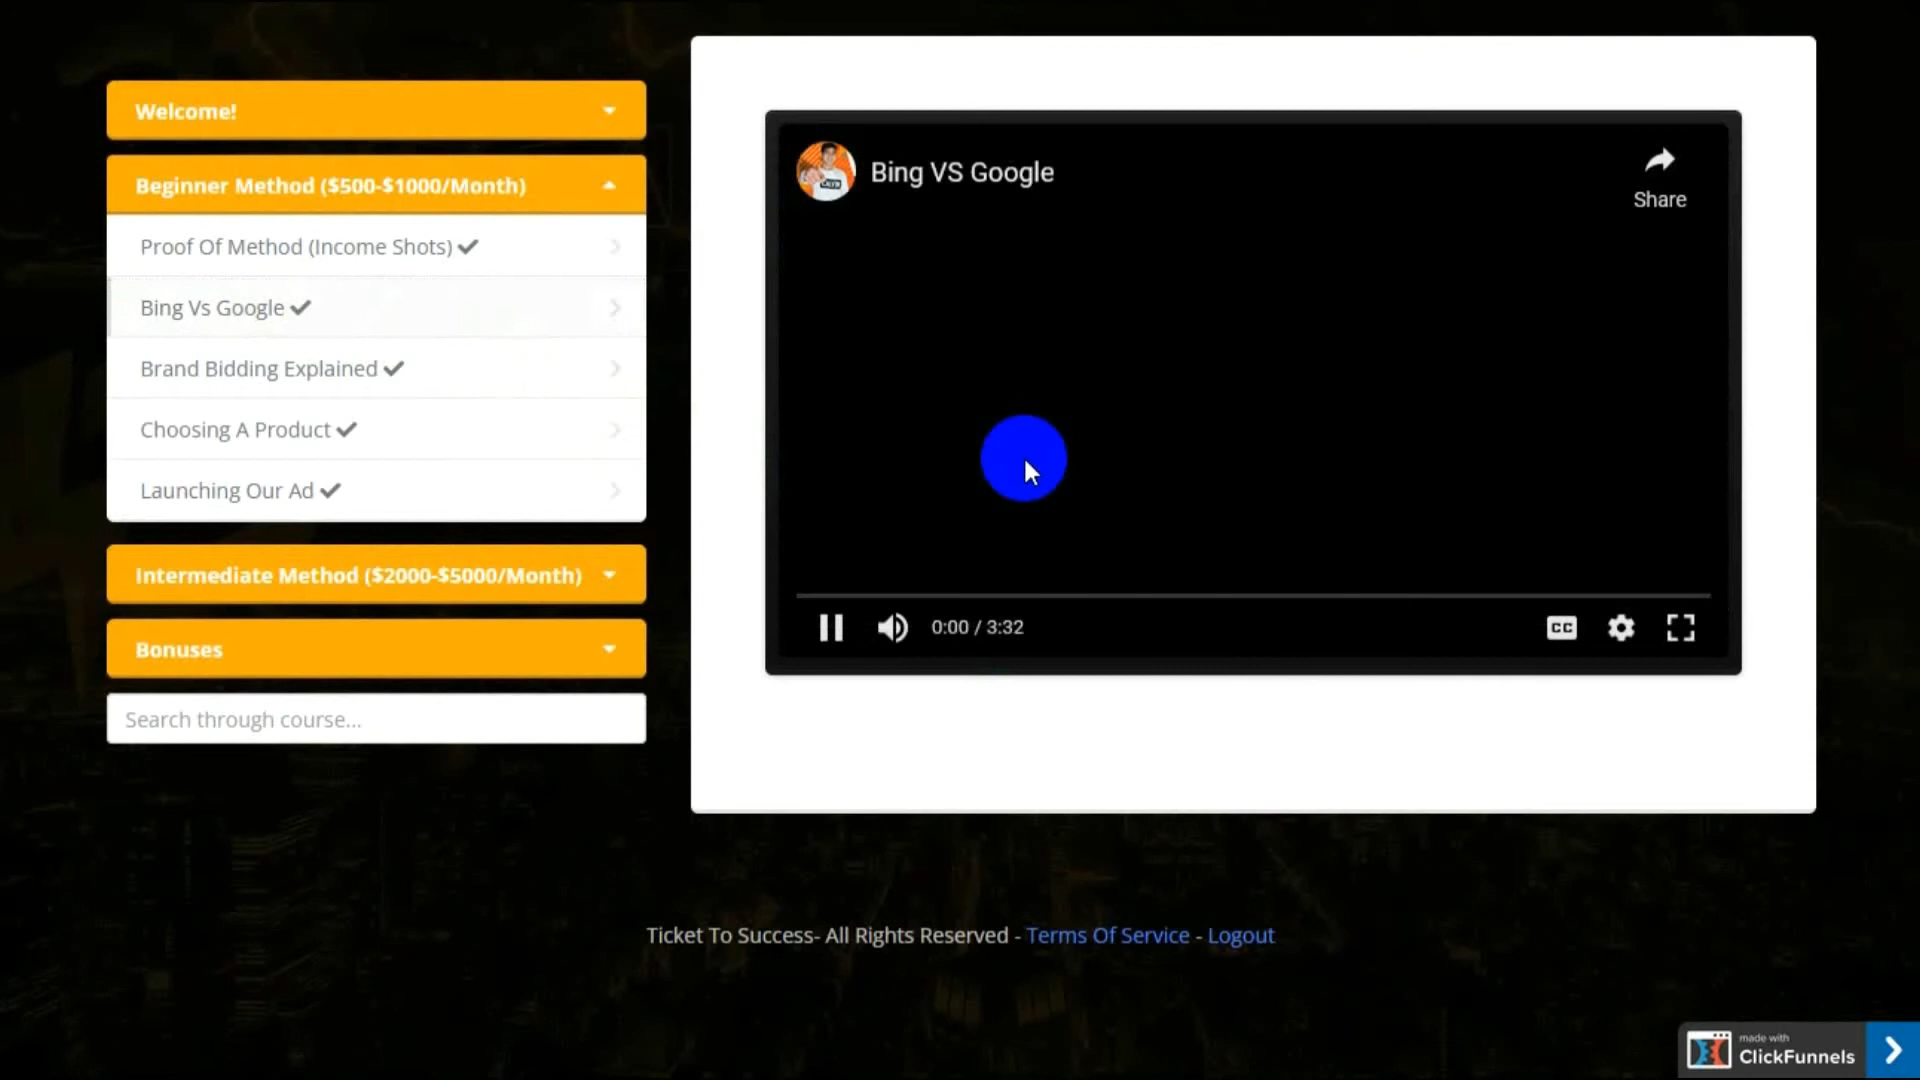 Welcome!
Beginner Method ($500-$1000/Month)
Proof Of Method (Income Shots)
Bing Vs Google
Brand Bidding Explained
Choosing A Product
Launching Our Ad
Intermediate Method ($2000-$5000/Month)
Bonuses
Search through course...
Bing VS Google
Share
0:00 / 3:32
CC
Ticket To Success- All Rights Reserved - Terms Of Service - Logout
made with
ClickFunnels